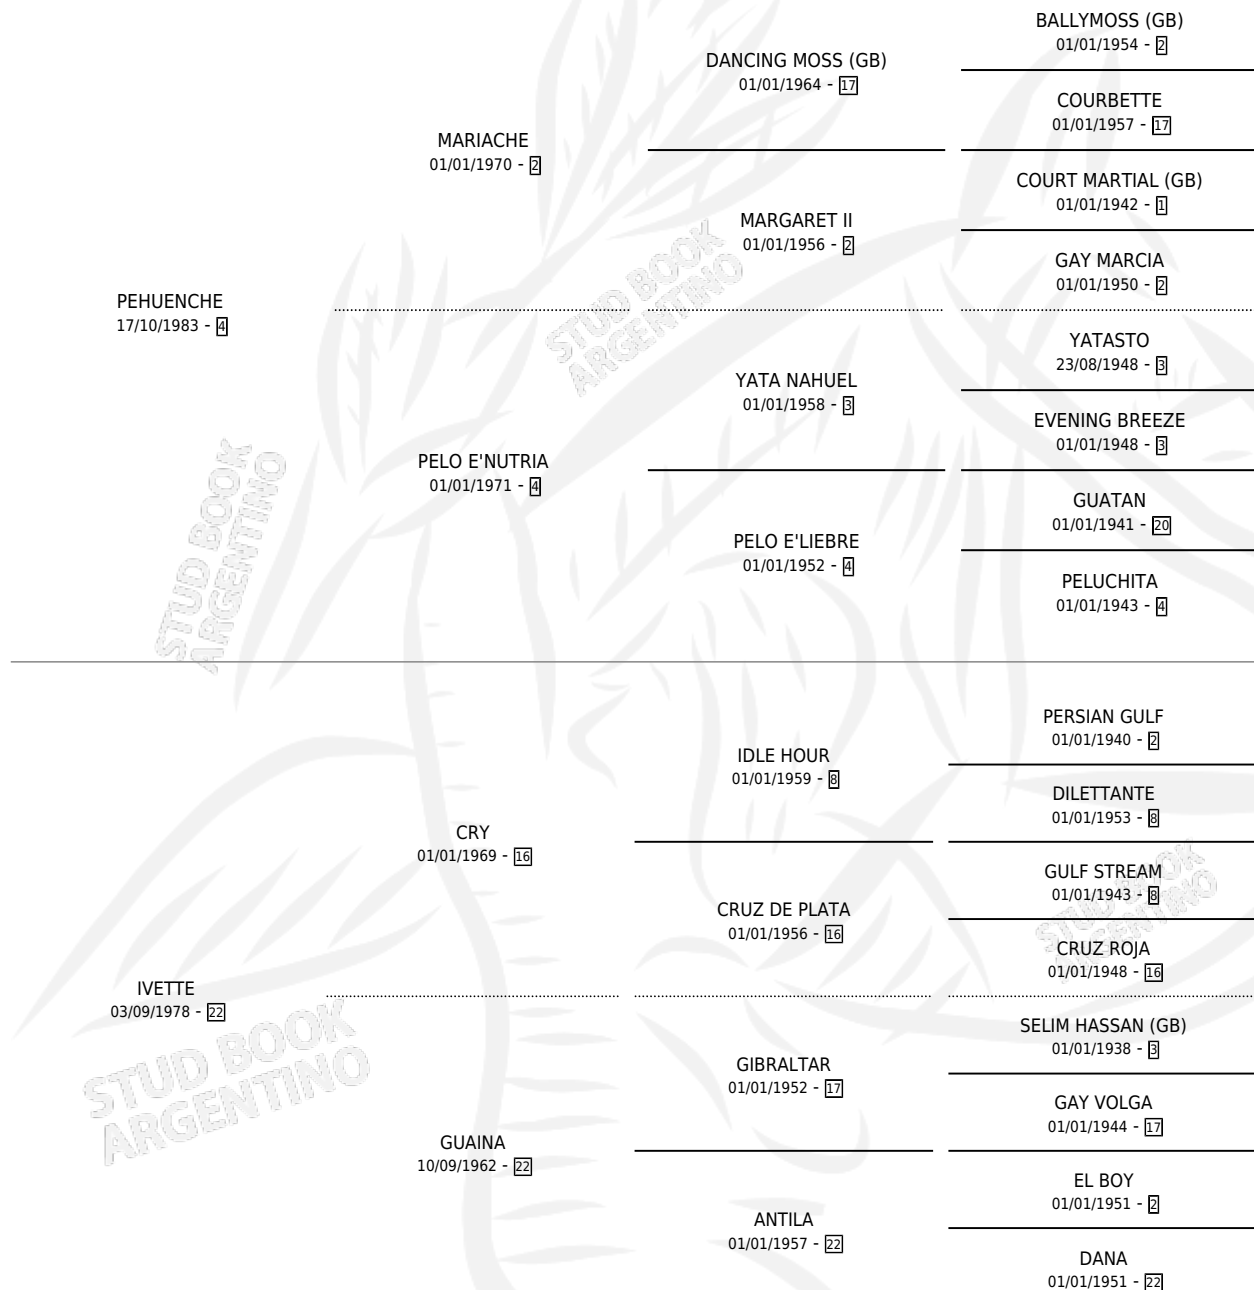 BALLYMOSS (GB)
01/01/1954 - 2
DANCING MOSS (GB)
01/01/1964 - 17
COURBETTE
01/01/1957 - 17
MARIACHE
01/01/1970 - 2
COURT MARTIAL (GB)
01/01/1942 - 1
MARGARET II
01/01/1956 - 2
GAY MARCIA
01/01/1950 - 2
PEHUENCHE
17/10/1983 - 4
STUD BOOK
ARGENTINO
YATASTO
23/08/1948 - 3
YATA NAHUEL
01/01/1958 - 3
EVENING BREEZE
01/01/1948 - 3
PELO E'NUTRIA
01/01/1971 - 4
GUATAN
01/01/1941 - 20
PELO E'LIEBRE
01/01/1952 - 4
PELUCHITA
01/01/1943 - 4
STUD BOOK
ARGENTINO
PERSIAN GULF
01/01/1940 - 2
IDLE HOUR
01/01/1959 - 8
DILETTANTE
01/01/1953 - 8
CRY
01/01/1969 - 16
GULF STREAM
01/01/1943 - 8
CRUZ DE PLATA
01/01/1956 - 16
STUD BOOK
ARGENTINO
CRUZ ROJA
01/01/1948 - 16
IVETTE
03/09/1978 - 22
SELIM HASSAN (GB)
01/01/1938 - 3
GIBRALTAR
01/01/1952 - 17
GAY VOLGA
01/01/1944 - 17
STUD BOOK
ARGENTINO
GUAINA
10/09/1962 - 22
EL BOY
01/01/1951 - 2
ANTILA
01/01/1957 - 22
DANA
01/01/1951 - 22